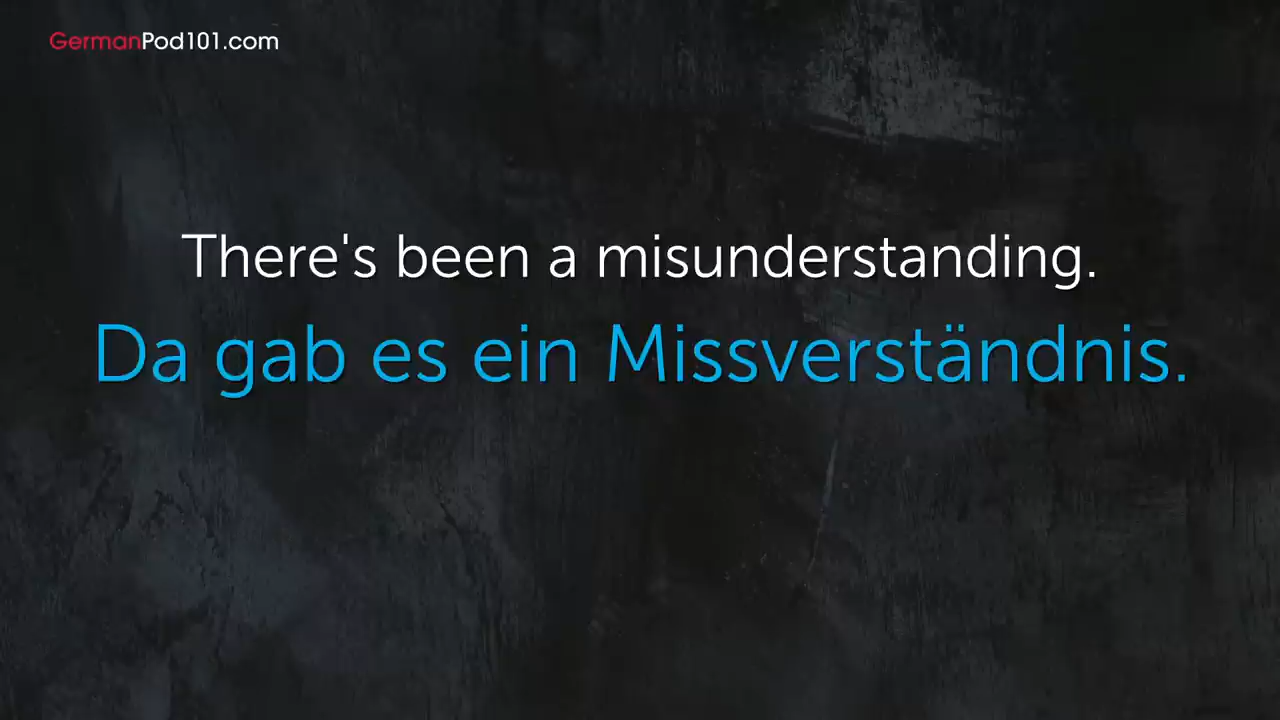 GermanPod101.com
There's been a misunderstanding.
Da gab es ein Missverständnis.